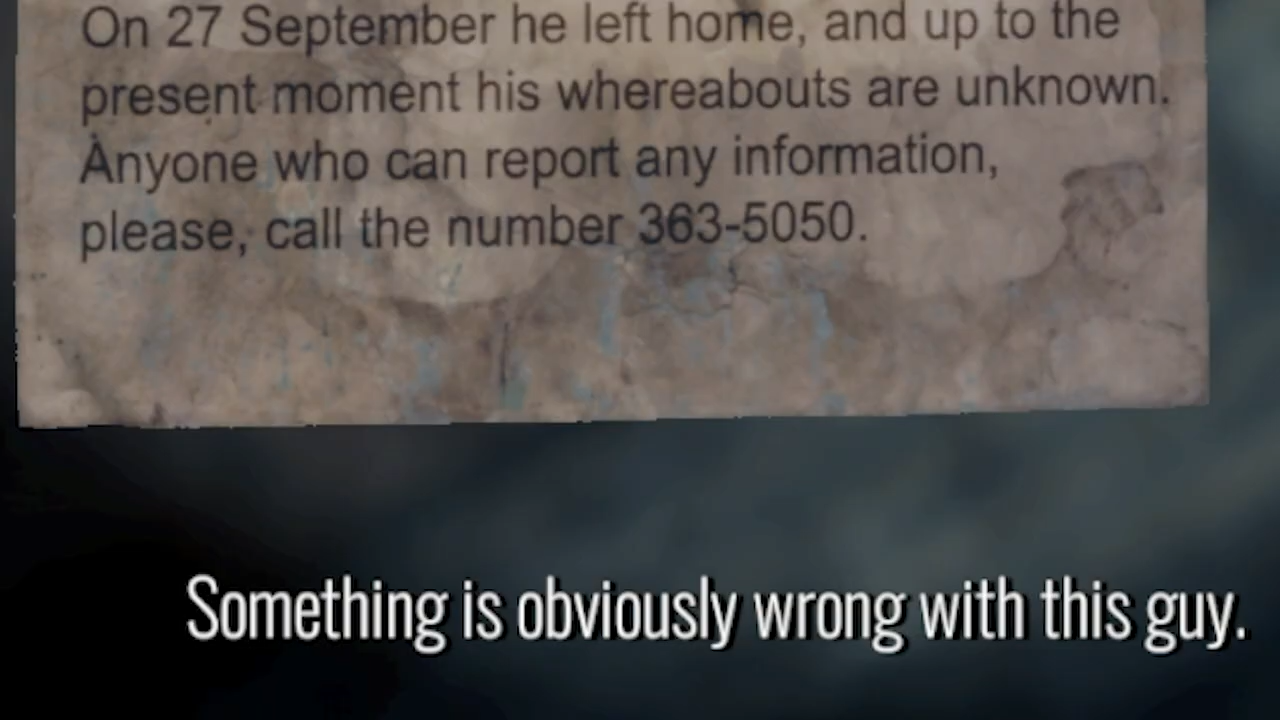 On 27 September he left home, and up to the
present moment his whereabouts are unknown.
Anyone who can report any information,
please, call the number 363-5050.
Something is obviously wrong with this guy.